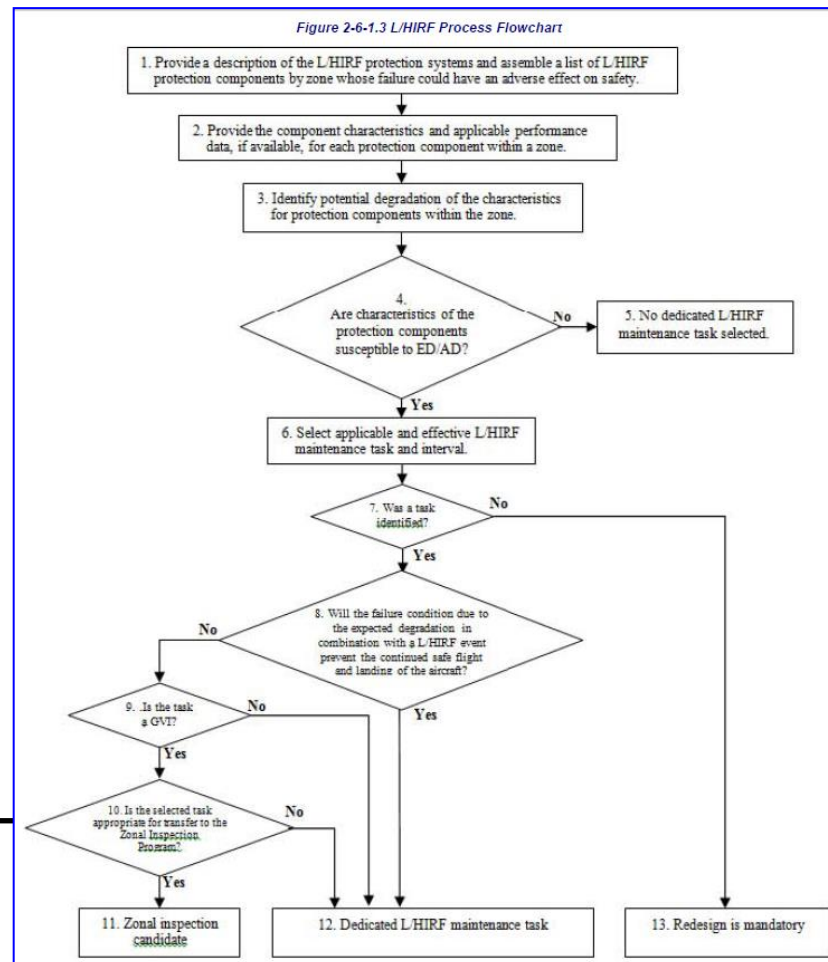 Figure 2-6-1.3 L/HIRF Process Flowchart
1. Provide a description of the L/HIRF protection systems and assemble a list of L/HIRF
protection components by zone whose failure could have an adverse effect on safety.
2. Provide the component characteristics and applicable performance
data, if available, for each protection component within a zone.
3. Identify potential degradation of the characteristics
for protection components within the zone.
4.
Are characteristics of the
protection components
susceptible to ED/AD?
No
5. No dedicated L/HIRF
maintenance task selected.
Yes
6. Select applicable and effective L/HIRF
maintenance task and interval.
7. Was a task
identified?
No
Yes
8. Will the failure condition due to
the expected degradation in
combination with a L/HIRF event
prevent the continued safe flight
and landing of the aircraft?
No
Yes
9. .Is the task
a GVI?
No
Yes
10. Is the selected task
appropriate for transfer to the
Zonal Inspection
Program?
No
Yes
11. Zonal inspection
candidate
12. Dedicated L/HIRF maintenance task
13. Redesign is mandatory